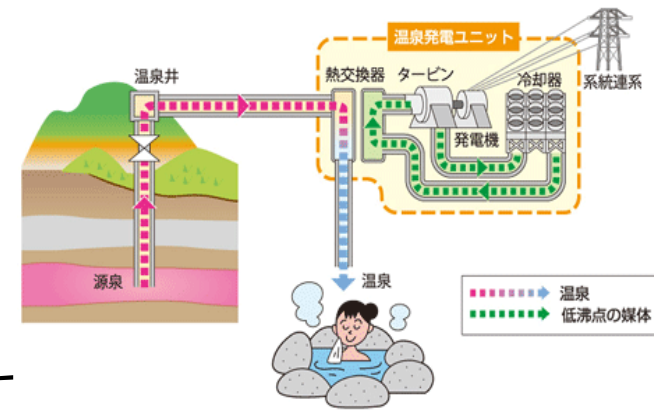 温泉発電ユニット
温泉井
熱交換器
タービン
冷却器
系統連系
発電機
源泉
温泉
温泉
低沸点の媒体